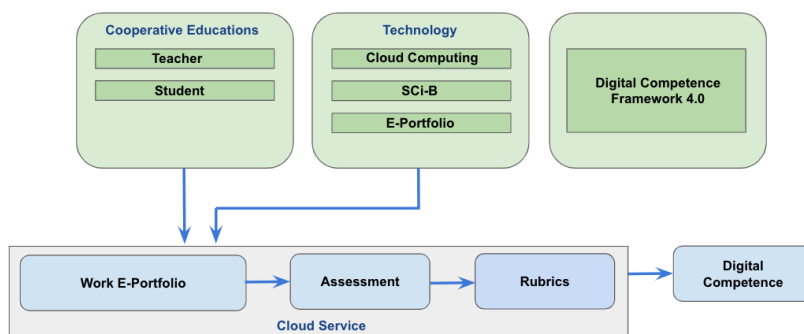 Cooperative Educations
Teacher
Student
Technology
Cloud Computing
SCi-B
E-Portfolio
Digital Competence
Framework 4.0
Work E-Portfolio
Assessment
Rubrics
Cloud Service
Digital
Competence